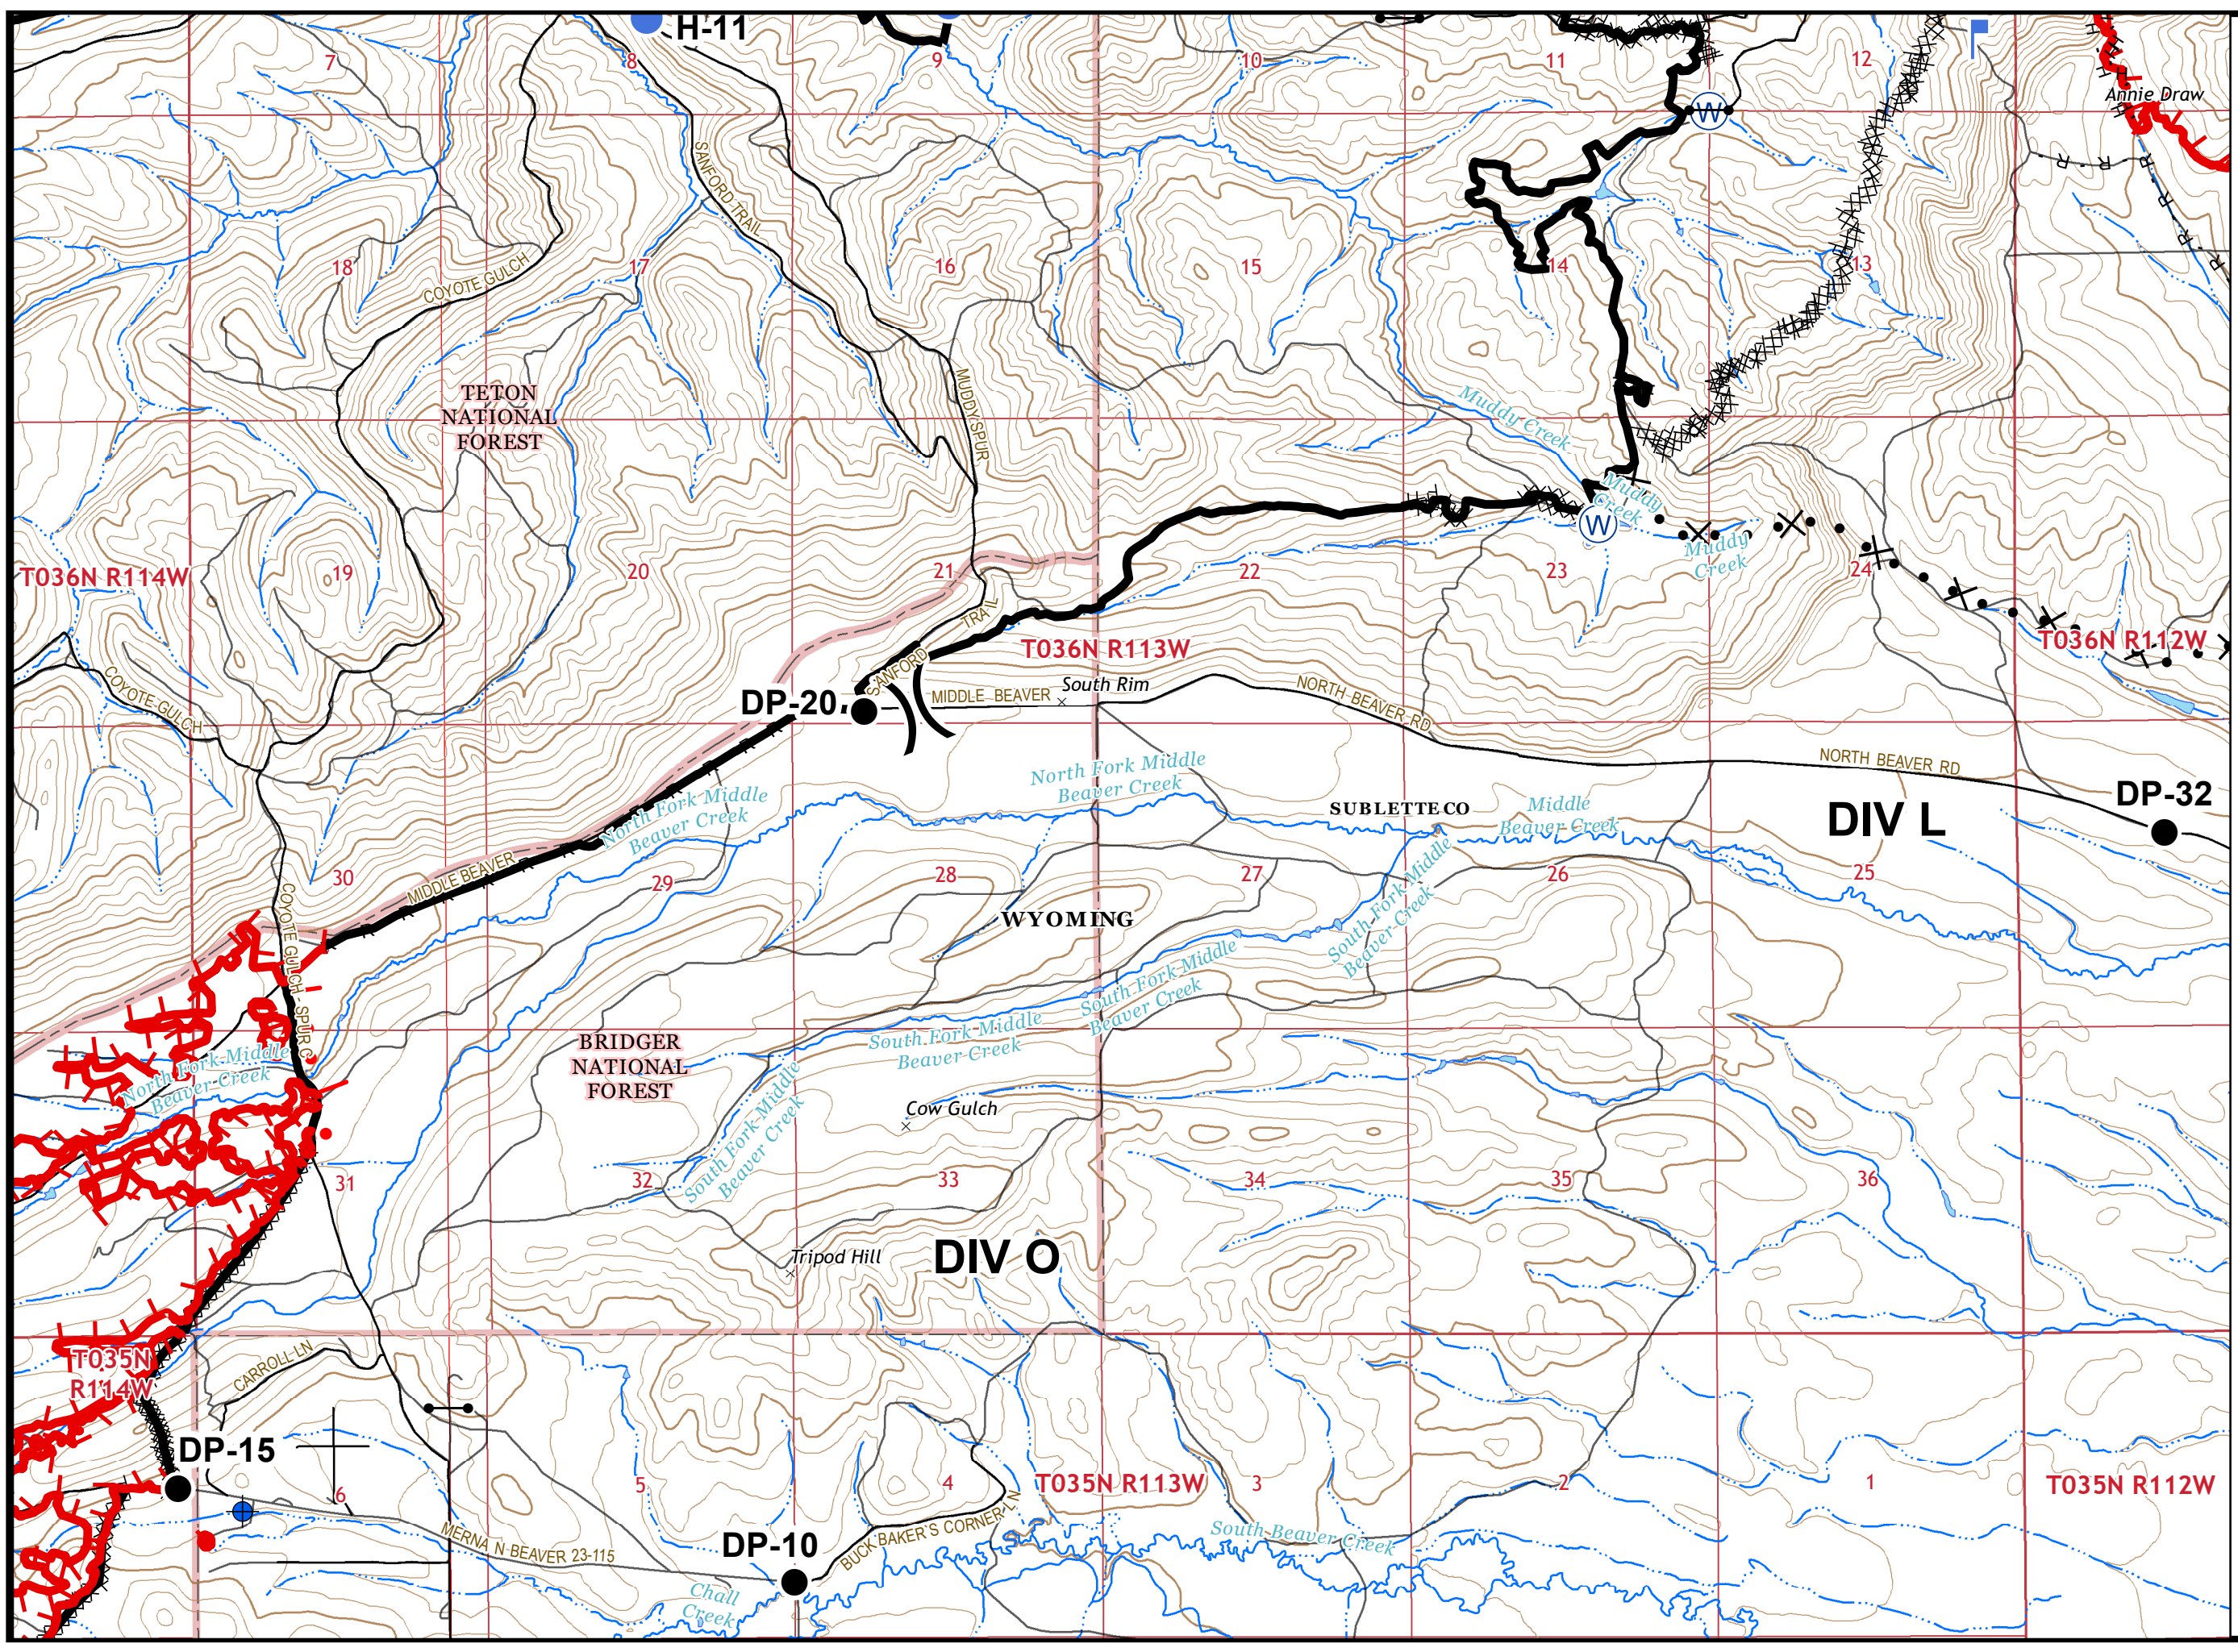 H-11
7
8
9
10
11
12
Annie Draw
W
R R R
R
R
R
SANFORD TRAIL
COYOTE GULCH
18
17
16
15
14
13
TETON
NATIONAL
FOREST
MUDDY SPUR
Muddy Creek
Muddy
Creek
W
Muddy
Creek
T036N R114W
19
20
21
22
23
24
TRAIL
SANFORD
T036N R113W
T036N R112W
COYOTE GULCH
DP-20
MIDDLE BEAVER
South Rim
NORTH BEAVER RD
NORTH BEAVER RD
North Fork Middle
Beaver Creek
North Fork Middle
Beaver Creek
SUBLETTE CO
Middle
Beaver Creek
DIV L
DP-32
30
MIDDLE BEAVER
29
28
27
26
25
South Fork Middle
Beaver Creek
COYOTE GULCH - SPUR C
WYOMING
South Fork Middle
Beaver Creek
South Fork Middle
Beaver Creek
BRIDGER
NATIONAL
FOREST
North Fork Middle
Beaver Creek
Cow Gulch
South Fork Middle
Beaver Creek
31
32
33
34
35
36
Tripod Hill
DIV O
T035N
R114W
CARROLL LN
DP-15
6
5
4
T035N R113W
3
2
1
T035N R112W
MERNA N BEAVER 23-115
DP-10
BUCK BAKER'S CORNER LN
South Beaver Creek
Chall
Creek